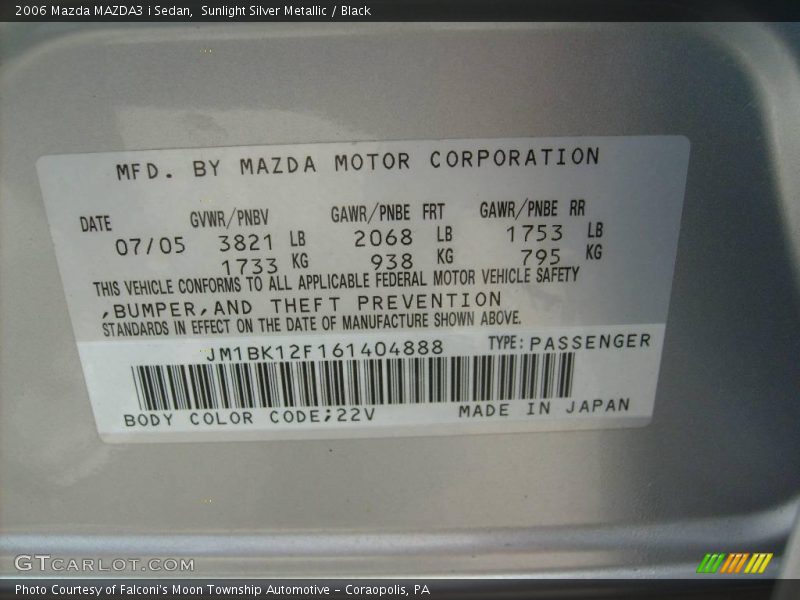 2006 Mazda MAZDA3 i Sedan,  Sunlight Silver Metallic / Black
MFD. BY MAZDA MOTOR CORPORATION
DATE GVWR/PNBV GAWR/PNBE FRT GAWR/PNBE RR
07/05 3821 LB 2068 LB 1753 LB
1733 KG 938 KG 795 KG
THIS VEHICLE CONFORMS TO ALL APPLICABLE FEDERAL MOTOR VEHICLE SAFETY
,BUMPER,AND THEFT PREVENTION
STANDARDS IN EFFECT ON THE DATE OF MANUFACTURE SHOWN ABOVE.
JM1BK12F161404888 TYPE:PASSENGER
BODY COLOR CODE;22V MADE IN JAPAN
GTCARLOT.COM
Photo Courtesy of Falconi's Moon Township Automotive – Coraopolis, PA